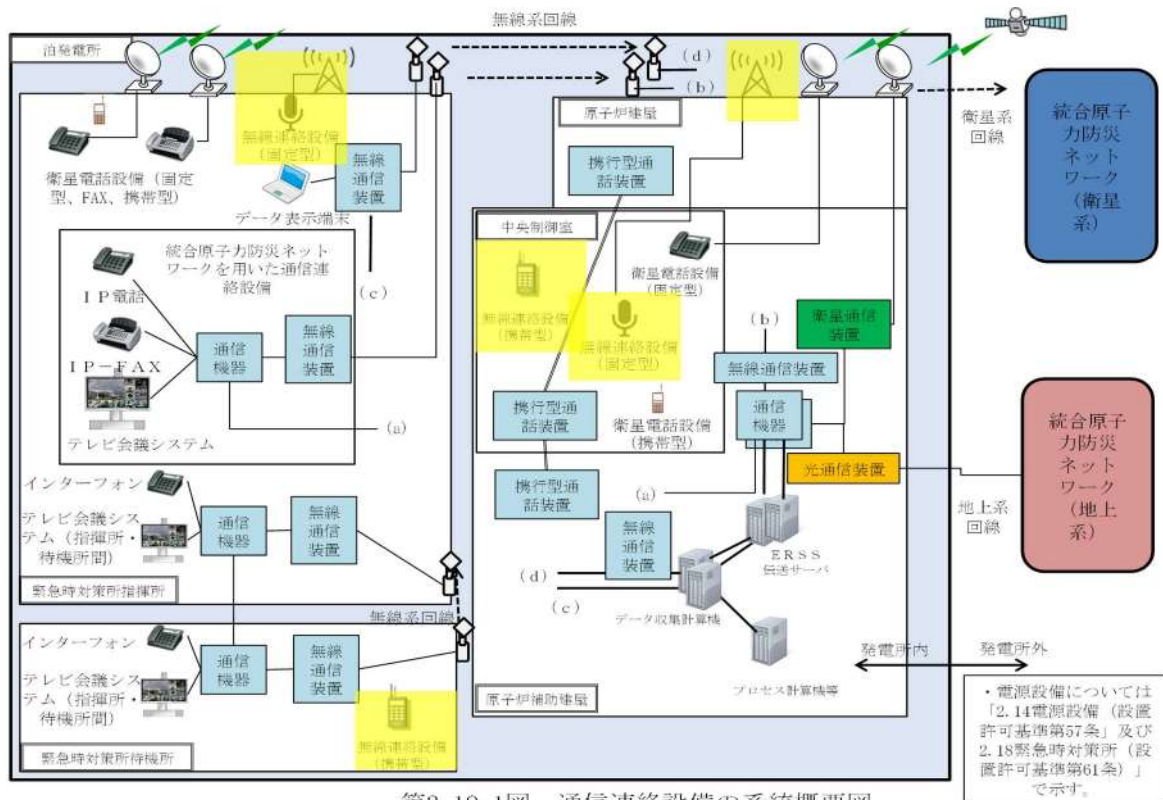 無線系回線
泊発電所
(d)
(b)
原子炉建屋
衛星系
回線
統合原子
力防災
ネット
ワーク
(衛星
系)
無線連絡設備
(固定型)
衛星電話設備（固定
型、FAX、携帯型）
無線
通信
装置
データ表示端末
携行型通
話装置
中央制御室
統合原子力防災ネット
ワークを用いた通信連
絡設備
ＩＰ電話
(c)
ＩＰ－ＦＡＸ
通信
機器
無線
通信
装置
テレビ会議システム
(a)
衛星電話設備
(固定型)
無線連絡設備
(携帯型)
無線連絡設備
(固定型)
(b)
衛星通信
装置
無線通信装置
携行型通
話装置
衛星電話設備
(携帯型)
通信
機器
光通信装置
携行型通
話装置
(a)
地上系
回線
統合原子
力防災
ネット
ワーク
(地上
系)
インターフォン
テレビ会議シス
テム（指揮所・
待機所間）
通信
機器
無線
通信
装置
緊急時対策所指揮所
無線
通信
装置
ＥＲＳＳ
伝送サーバ
(d)
(c)
データ収集計算機
無線系回線
インターフォン
テレビ会議シス
テム（指揮所・
待機所間）
通信
機器
無線
通信
装置
無線連絡設備
(携帯型)
緊急時対策所待機所
プロセス計算機等
原子炉補助建屋
発電所内
発電所外
・電源設備については
「2.14電源設備（設置
許可基準第57条」及び
2.18緊急時対策所（設
置許可基準第61条）」
で示す。